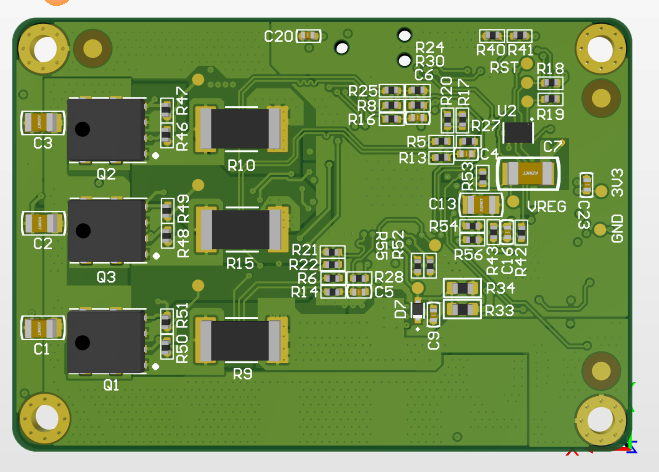 C20
R24
R30
C6
R40 R41
RST
R18
R19
R25
R8
R16
R20
R17
R27
U2
C7
R5
R13
C4
R53
C3
R47
R46
Q2
R10
C13
VREG
C23
3V3
GND
C2
R49
R48
Q3
R15
R54
R56
R43
C16
R42
R21
R22
R6
R14
R28
C5
R55
R52
R34
R33
D7
C9
C1
R51
R50
Q1
R9